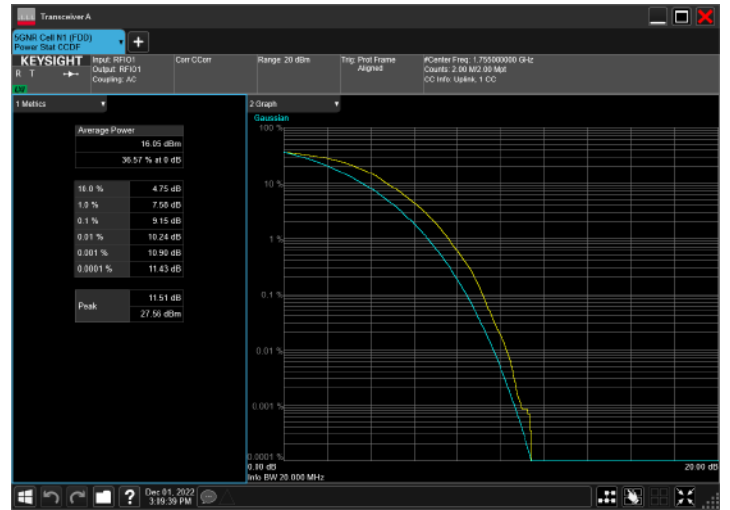 Transceiver A
5GNR Cell N1 (FDD)
Power Stat CCDF
KEYSIGHT
R T
Input: RFIO1
Output: RFIO1
Coupling: AC
Corr CCorr
Range: 20 dBm
Trig: Prot Frame
Aligned
#Center Freq: 1.755000000 GHz
Counts: 2.00 M/2.00 Mpt
CC Info: Uplink, 1 CC
1 Metrics
Average Power
16.05 dBm
36.57 % at 0 dB
10.0 % 4.75 dB
1.0 % 7.58 dB
0.1 % 9.15 dB
0.01 % 10.24 dB
0.001 % 10.90 dB
0.0001 % 11.43 dB
Peak
11.51 dB
27.56 dBm
2 Graph
Gaussian
100 %
10 %
1 %
0.1 %
0.01 %
0.001 %
0.0001 %
0.00 dB
20.00 dB
Info BW 20.000 MHz
?
Dec 01, 2022
3:19:39 PM